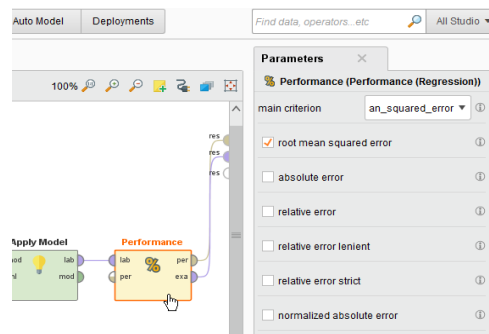 Auto Model Deployments
Find data, operators...etc All Studio
Parameters
Performance (Performance (Regression))
100%
main criterion an_squared_error
res
root mean squared error
res
res
absolute error
relative error
Apply Model Performance
relative error lenient
od lab lab % per
ml mod per exa
relative error strict
normalized absolute error